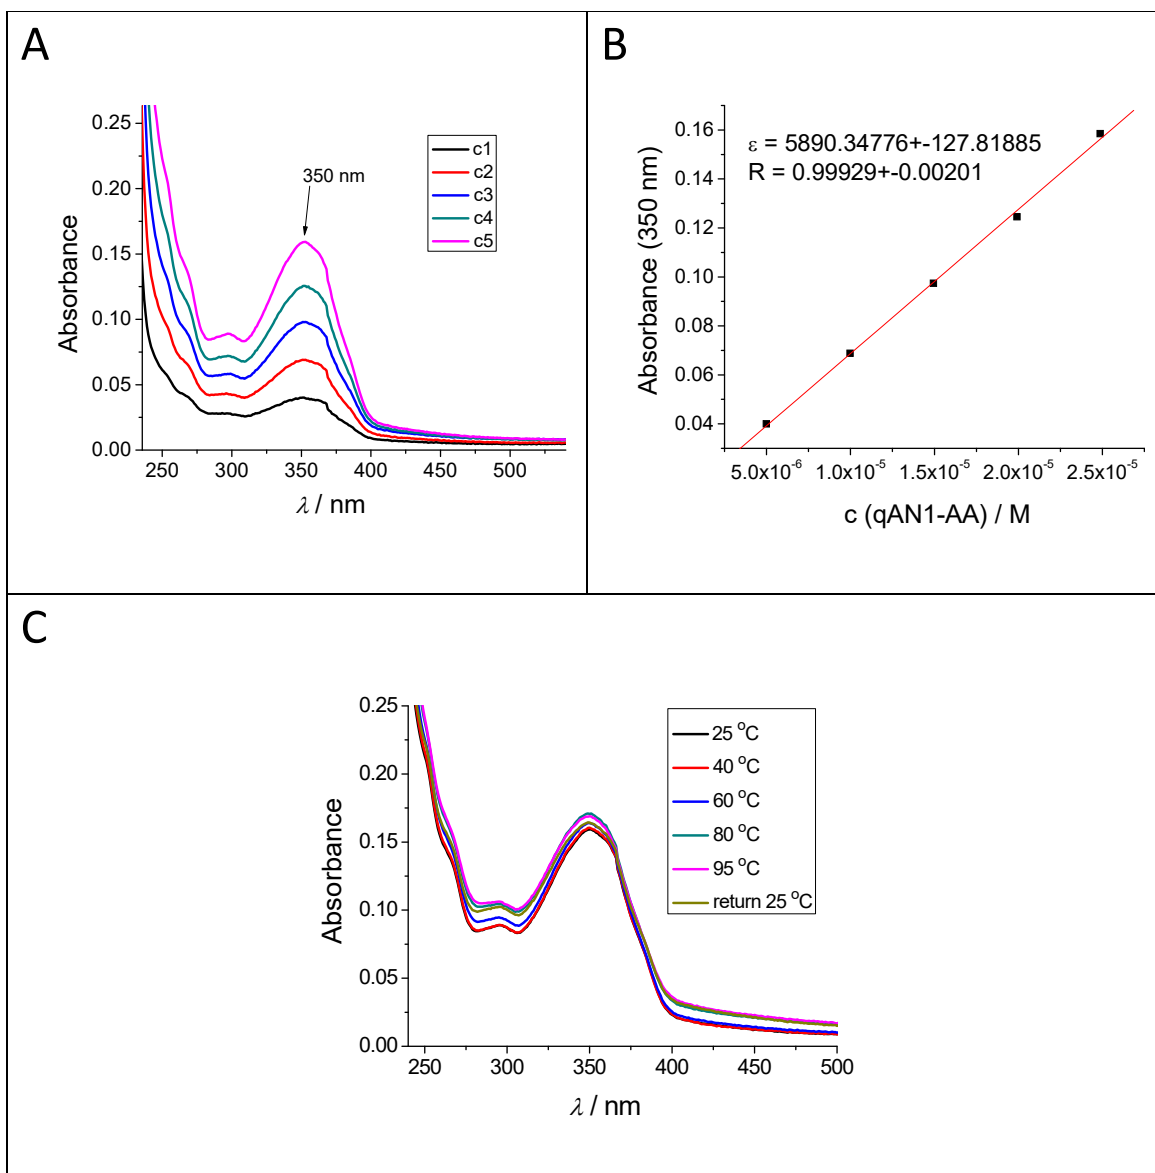 A
0.25
0.20
0.15
0.10
0.05
0.00
Absorbance
250 300 350 400 450 500
λ / nm
350 nm
c1
c2
c3
c4
c5
B
0.16
0.14
0.12
0.10
0.08
0.06
0.04
Absorbance (350 nm)
ε = 5890.34776+-127.81885
R = 0.99929+-0.00201
5.0x10⁻⁶ 1.0x10⁻⁵ 1.5x10⁻⁵ 2.0x10⁻⁵ 2.5x10⁻⁵
c (qAN1-AA) / M
C
0.25
0.20
0.15
0.10
0.05
0.00
Absorbance
250 300 350 400 450 500
λ / nm
25 °C
40 °C
60 °C
80 °C
95 °C
return 25 °C